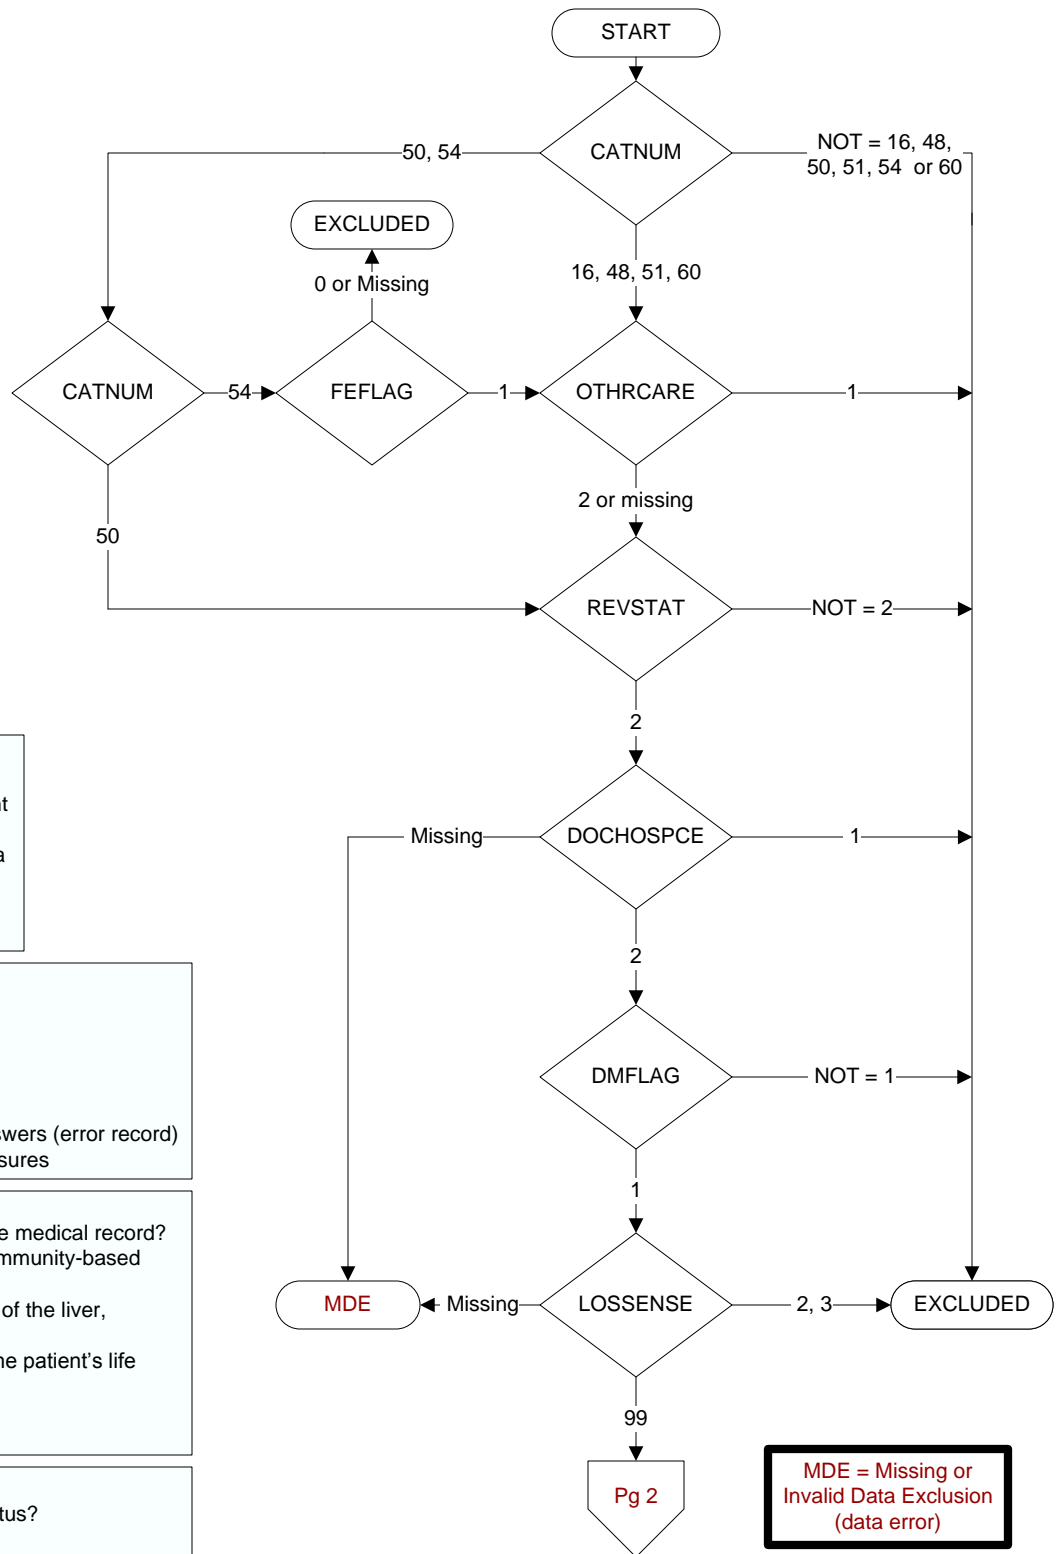 START
CATNUM
50, 54
NOT = 16, 48,
50, 51, 54 or 60
EXCLUDED
0 or Missing
16, 48, 51, 60
CATNUM
54
FEFLAG
1
OTHRCARE
1
2 or missing
50
REVSTAT
NOT = 2
2
Missing
DOCHOSPCE
1
2
DMFLAG
NOT = 1
1
MDE
Missing
LOSSENSE
2, 3
EXCLUDED
99
Pg 2
MDE = Missing or
Invalid Data Exclusion
(data error)
a
swers (error record)
sures
e medical record?
mmunity-based
of the liver,
he patient's life
tus?